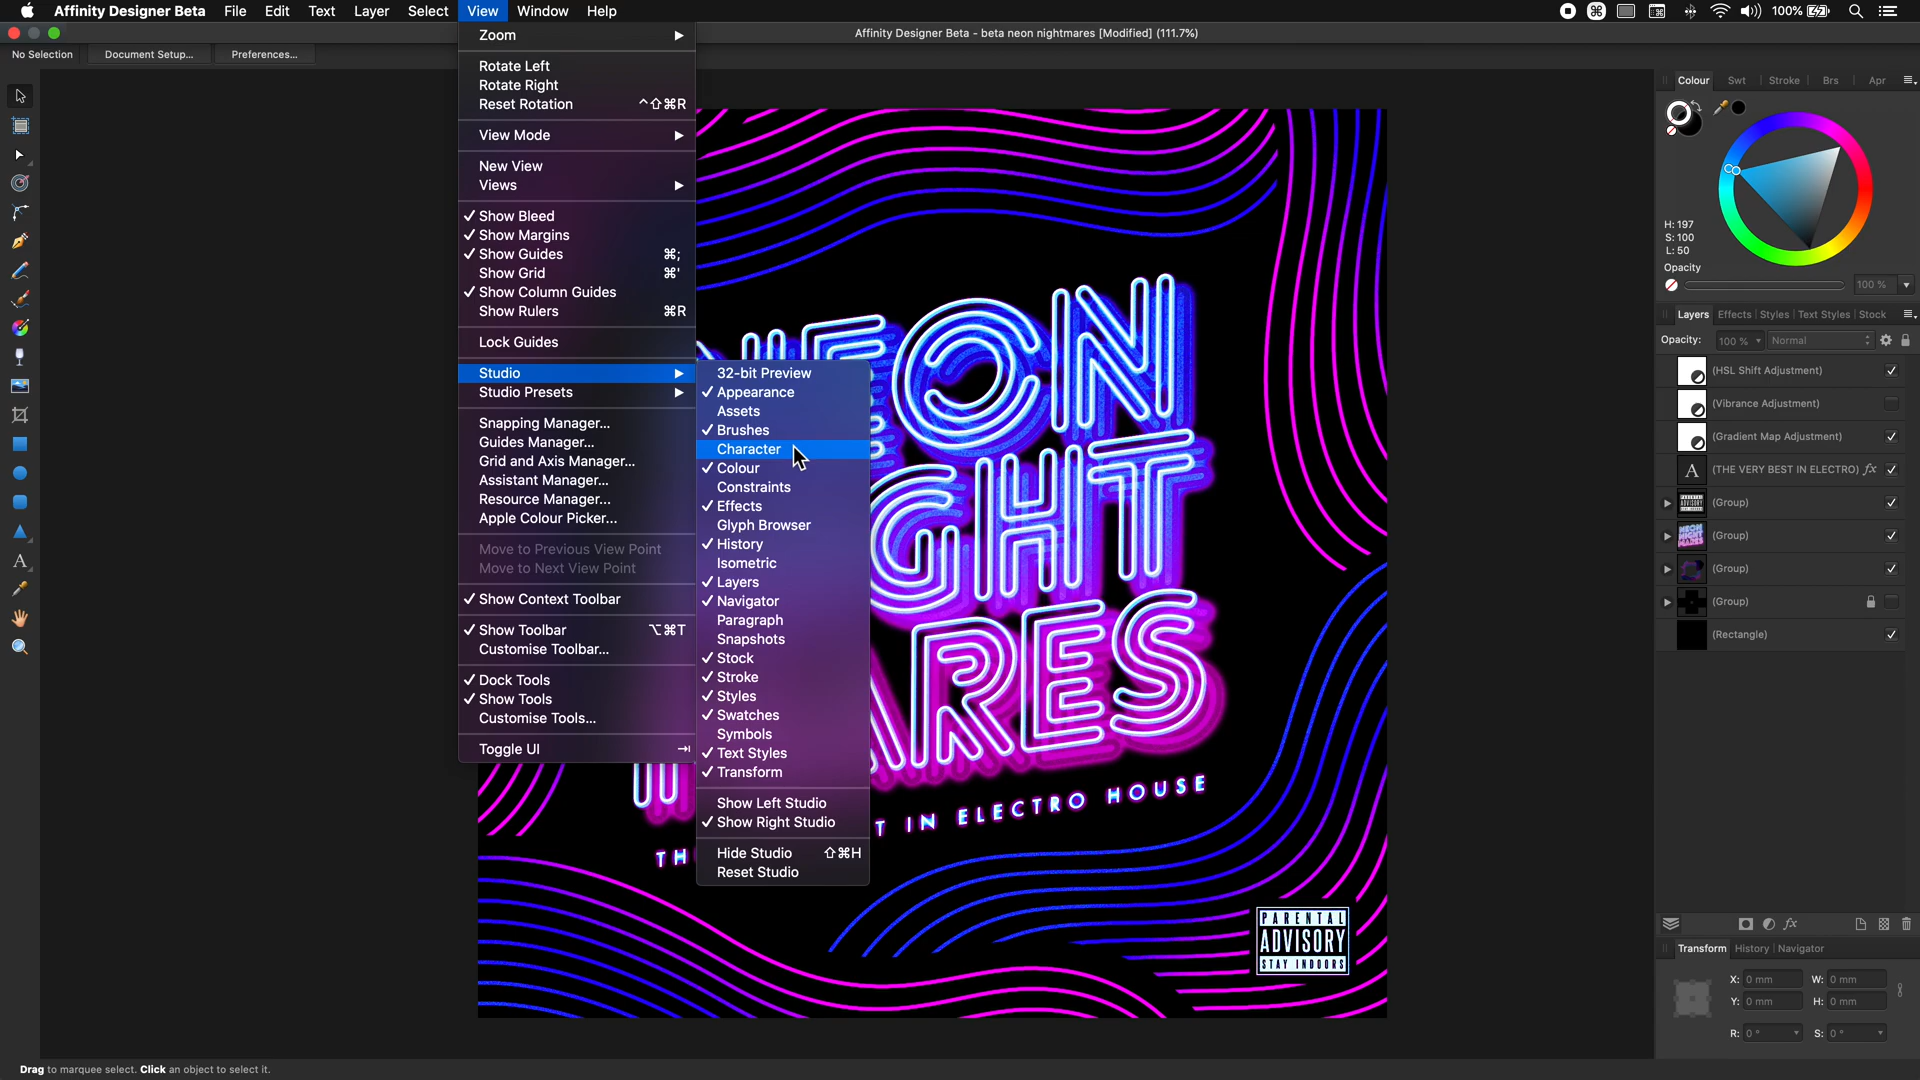 Affinity Designer Beta File Edit Text Layer Select View Window Help
100%
Affinity Designer Beta - beta neon nightmares [Modified] (111.7%)
No Selection Document Setup... Preferences...
Zoom
Rotate Left
Rotate Right
Reset Rotation ^⇧⌘R
View Mode
New View
Views
✓ Show Bleed
✓ Show Margins
✓ Show Guides ⌘;
Show Grid ⌘'
✓ Show Column Guides
Show Rulers ⌘R
Lock Guides
Studio
Studio Presets
Snapping Manager...
Guides Manager...
Grid and Axis Manager...
Assistant Manager...
Resource Manager...
Apple Colour Picker...
Move to Previous View Point
Move to Next View Point
✓ Show Context Toolbar
✓ Show Toolbar ⌥⌘T
Customise Toolbar...
✓ Dock Tools
✓ Show Tools
Customise Tools...
Toggle UI ⇥
32-bit Preview
✓ Appearance
Assets
✓ Brushes
Character
✓ Colour
Constraints
✓ Effects
Glyph Browser
✓ History
Isometric
✓ Layers
✓ Navigator
Paragraph
Snapshots
✓ Stock
✓ Stroke
✓ Styles
✓ Swatches
Symbols
✓ Text Styles
✓ Transform
Show Left Studio
✓ Show Right Studio
Hide Studio ⇧⌘H
Reset Studio
NEON
GHT
ARES
TH T IN ELECTRO HOUSE
PARENTAL
ADVISORY
STAY INDOORS
Colour Swt Stroke Brs Apr
H: 197
S: 100
L: 50
Opacity
100 %
Layers Effects Styles Text Styles Stock
Opacity: 100 % Normal
(HSL Shift Adjustment)
(Vibrance Adjustment)
(Gradient Map Adjustment)
A (THE VERY BEST IN ELECTRO) fx
(Group)
(Group)
(Group)
(Group)
(Rectangle)
fx
Transform History Navigator
X: 0 mm W: 0 mm
Y: 0 mm H: 0 mm
R: 0 ° S: 0 °
Drag to marquee select. Click an object to select it.